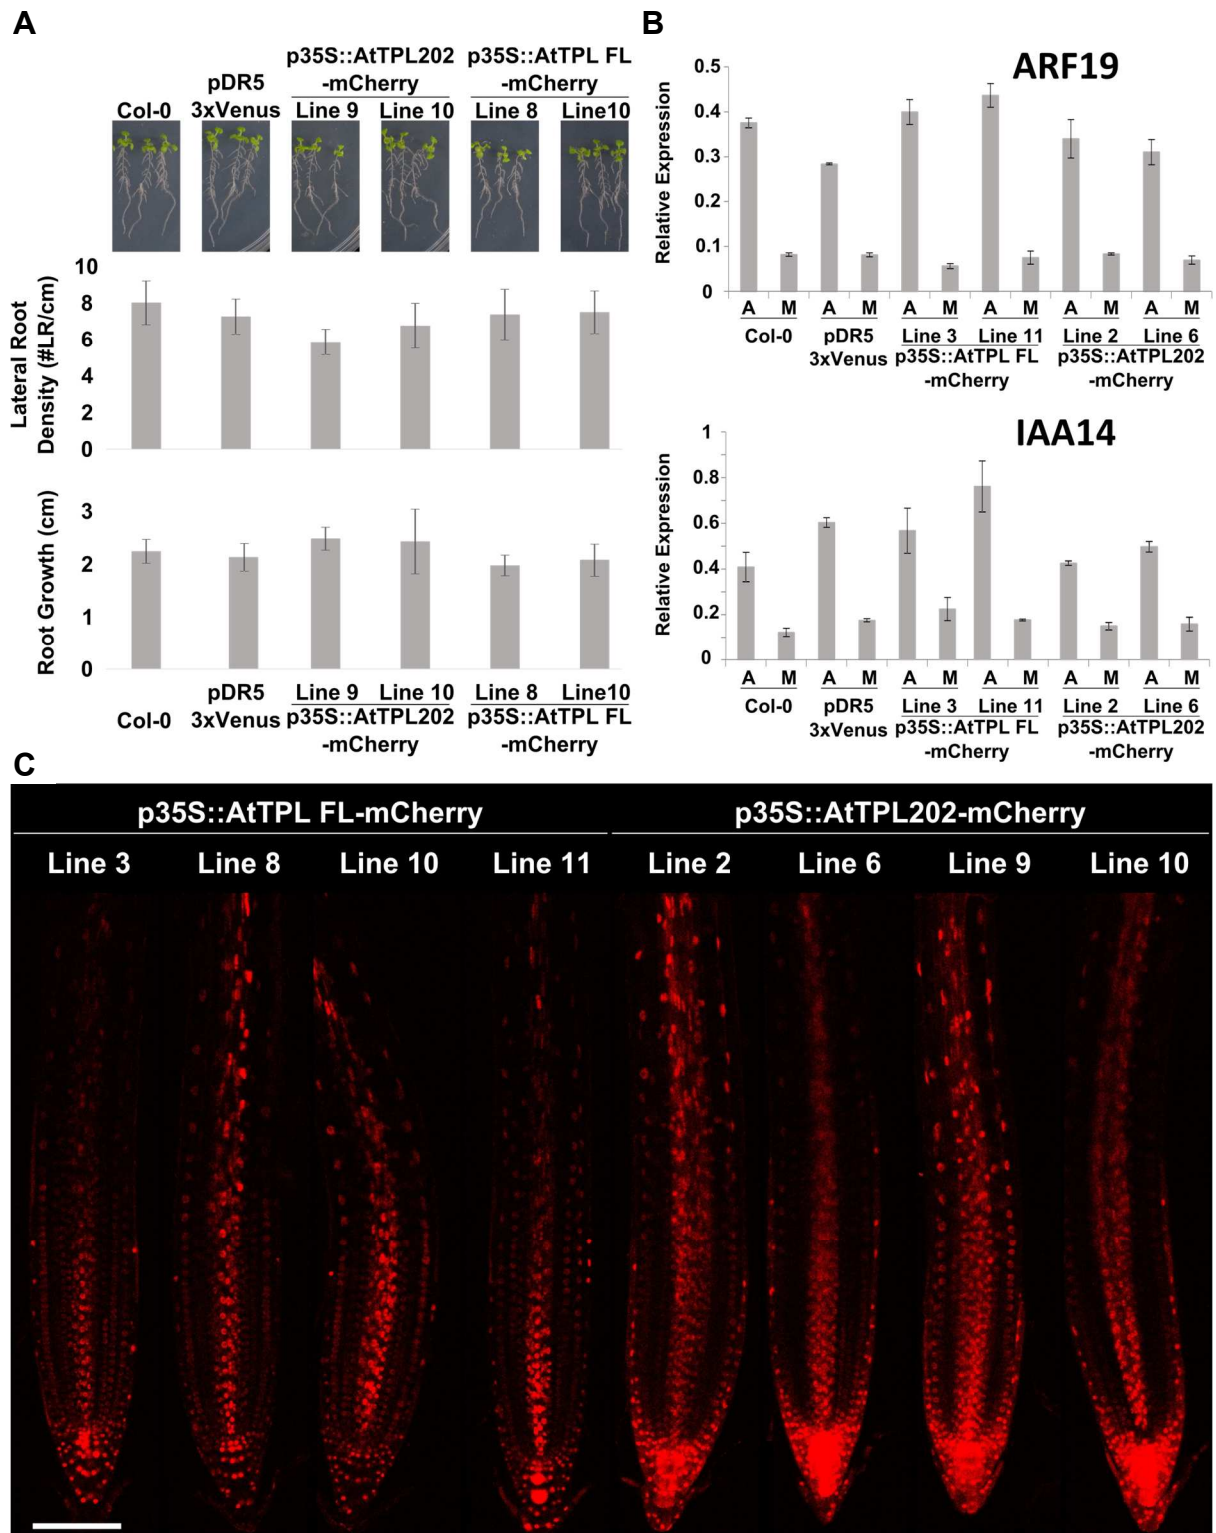 A
p35S::AtTPL202
-mCherry
p35S::AtTPL FL
-mCherry
pDR5
3xVenus
Col-0
Line 9
Line 10
Line 8
Line10
Lateral Root
Density (#LR/cm)
10
8
6
4
2
0
Root Growth (cm)
3
2
1
0
Col-0
pDR5
3xVenus
Line 9
Line 10
p35S::AtTPL202
-mCherry
Line 8
Line10
p35S::AtTPL FL
-mCherry
B
ARF19
Relative Expression
0.5
0.4
0.3
0.2
0.1
0
A M A M A M A M A M A M
Col-0
pDR5
3xVenus
Line 3
Line 11
p35S::AtTPL FL
-mCherry
Line 2
Line 6
p35S::AtTPL202
-mCherry
IAA14
Relative Expression
1
0.8
0.6
0.4
0.2
0
A M A M A M A M A M A M
Col-0
pDR5
3xVenus
Line 3
Line 11
p35S::AtTPL FL
-mCherry
Line 2
Line 6
p35S::AtTPL202
-mCherry
C
p35S::AtTPL FL-mCherry
p35S::AtTPL202-mCherry
Line 3
Line 8
Line 10
Line 11
Line 2
Line 6
Line 9
Line 10